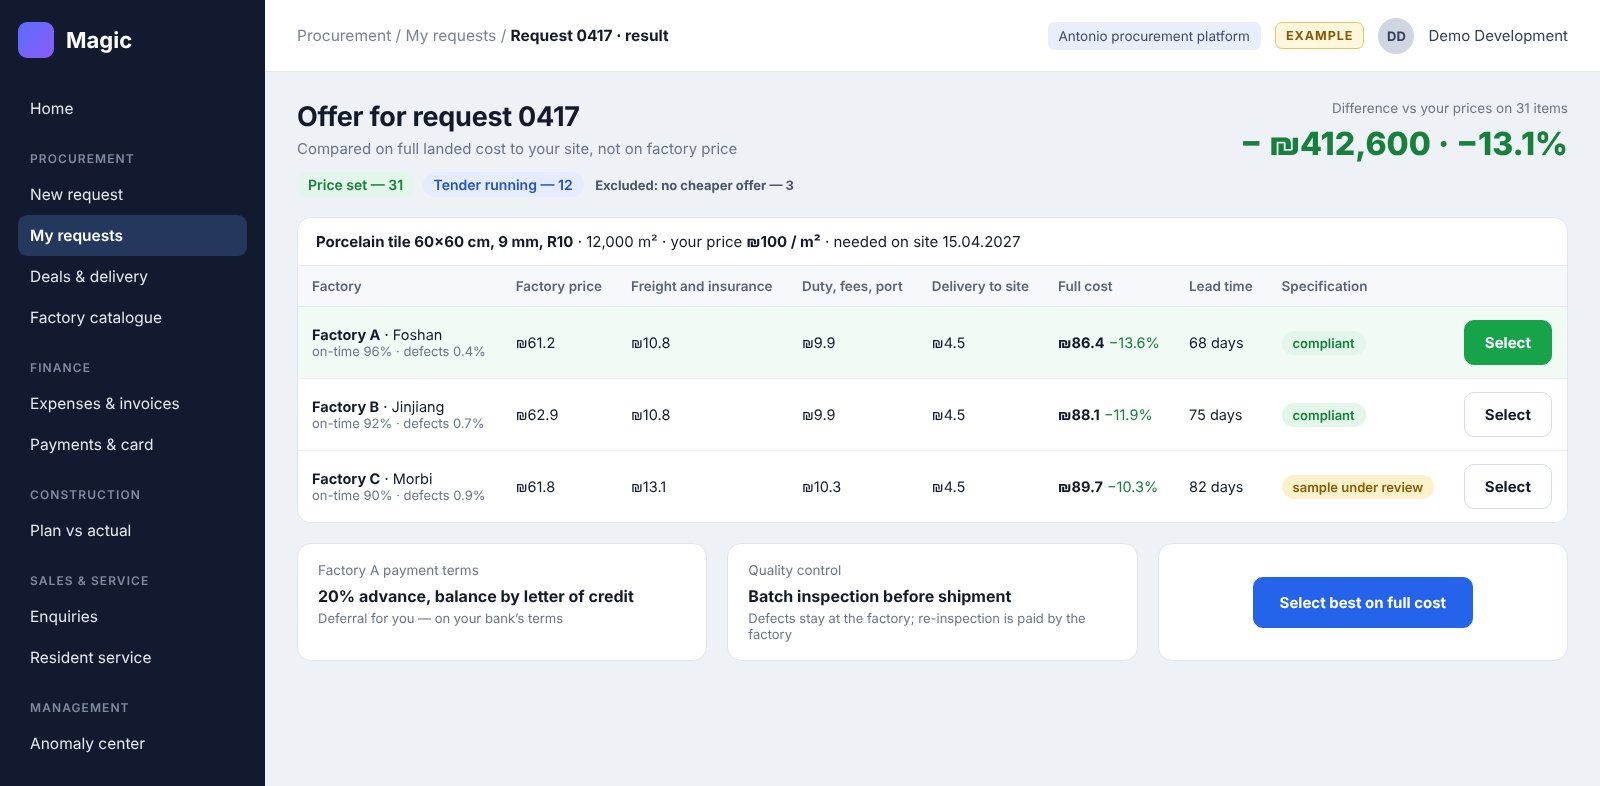 Magic
Home
PROCUREMENT
New request
My requests
Deals & delivery
Factory catalogue
FINANCE
Expenses & invoices
Payments & card
CONSTRUCTION
Plan vs actual
SALES & SERVICE
Enquiries
Resident service
MANAGEMENT
Anomaly center
Procurement / My requests / Request 0417 · result
Antonio procurement platform
EXAMPLE
DD
Demo Development
Offer for request 0417
Compared on full landed cost to your site, not on factory price
Price set — 31
Tender running — 12
Excluded: no cheaper offer — 3
Difference vs your prices on 31 items
− ₪412,600 · −13.1%
Porcelain tile 60×60 cm, 9 mm, R10 · 12,000 m² · your price ₪100 / m² · needed on site 15.04.2027
Factory Factory price Freight and insurance Duty, fees, port Delivery to site Full cost Lead time Specification
Factory A · Foshan
on-time 96% · defects 0.4%
₪61.2 ₪10.8 ₪9.9 ₪4.5 ₪86.4 −13.6% 68 days compliant Select
Factory B · Jinjiang
on-time 92% · defects 0.7%
₪62.9 ₪10.8 ₪9.9 ₪4.5 ₪88.1 −11.9% 75 days compliant Select
Factory C · Morbi
on-time 90% · defects 0.9%
₪61.8 ₪13.1 ₪10.3 ₪4.5 ₪89.7 −10.3% 82 days sample under review Select
Factory A payment terms
20% advance, balance by letter of credit
Deferral for you — on your bank's terms
Quality control
Batch inspection before shipment
Defects stay at the factory; re-inspection is paid by the
factory
Select best on full cost